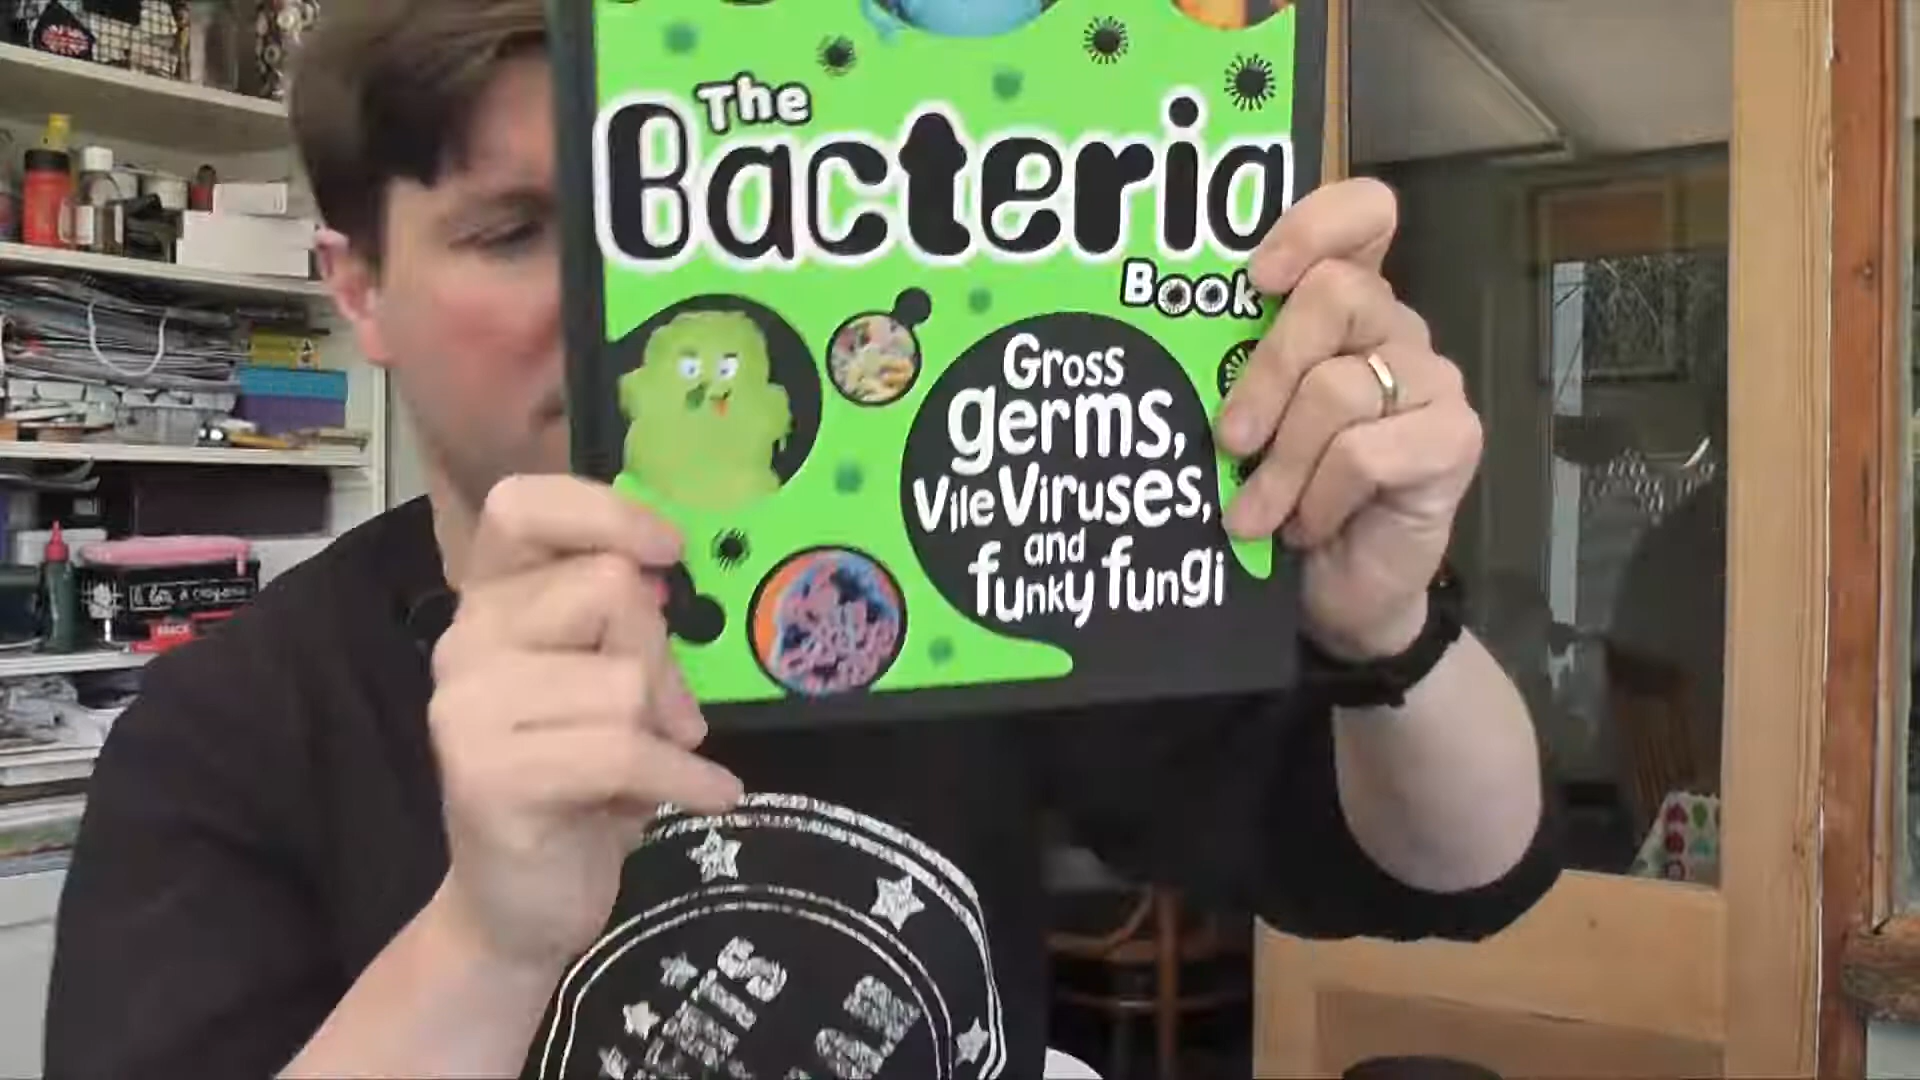 The
Bacteria
Book
Gross
germs,
Vile Viruses,
and
funky fungi